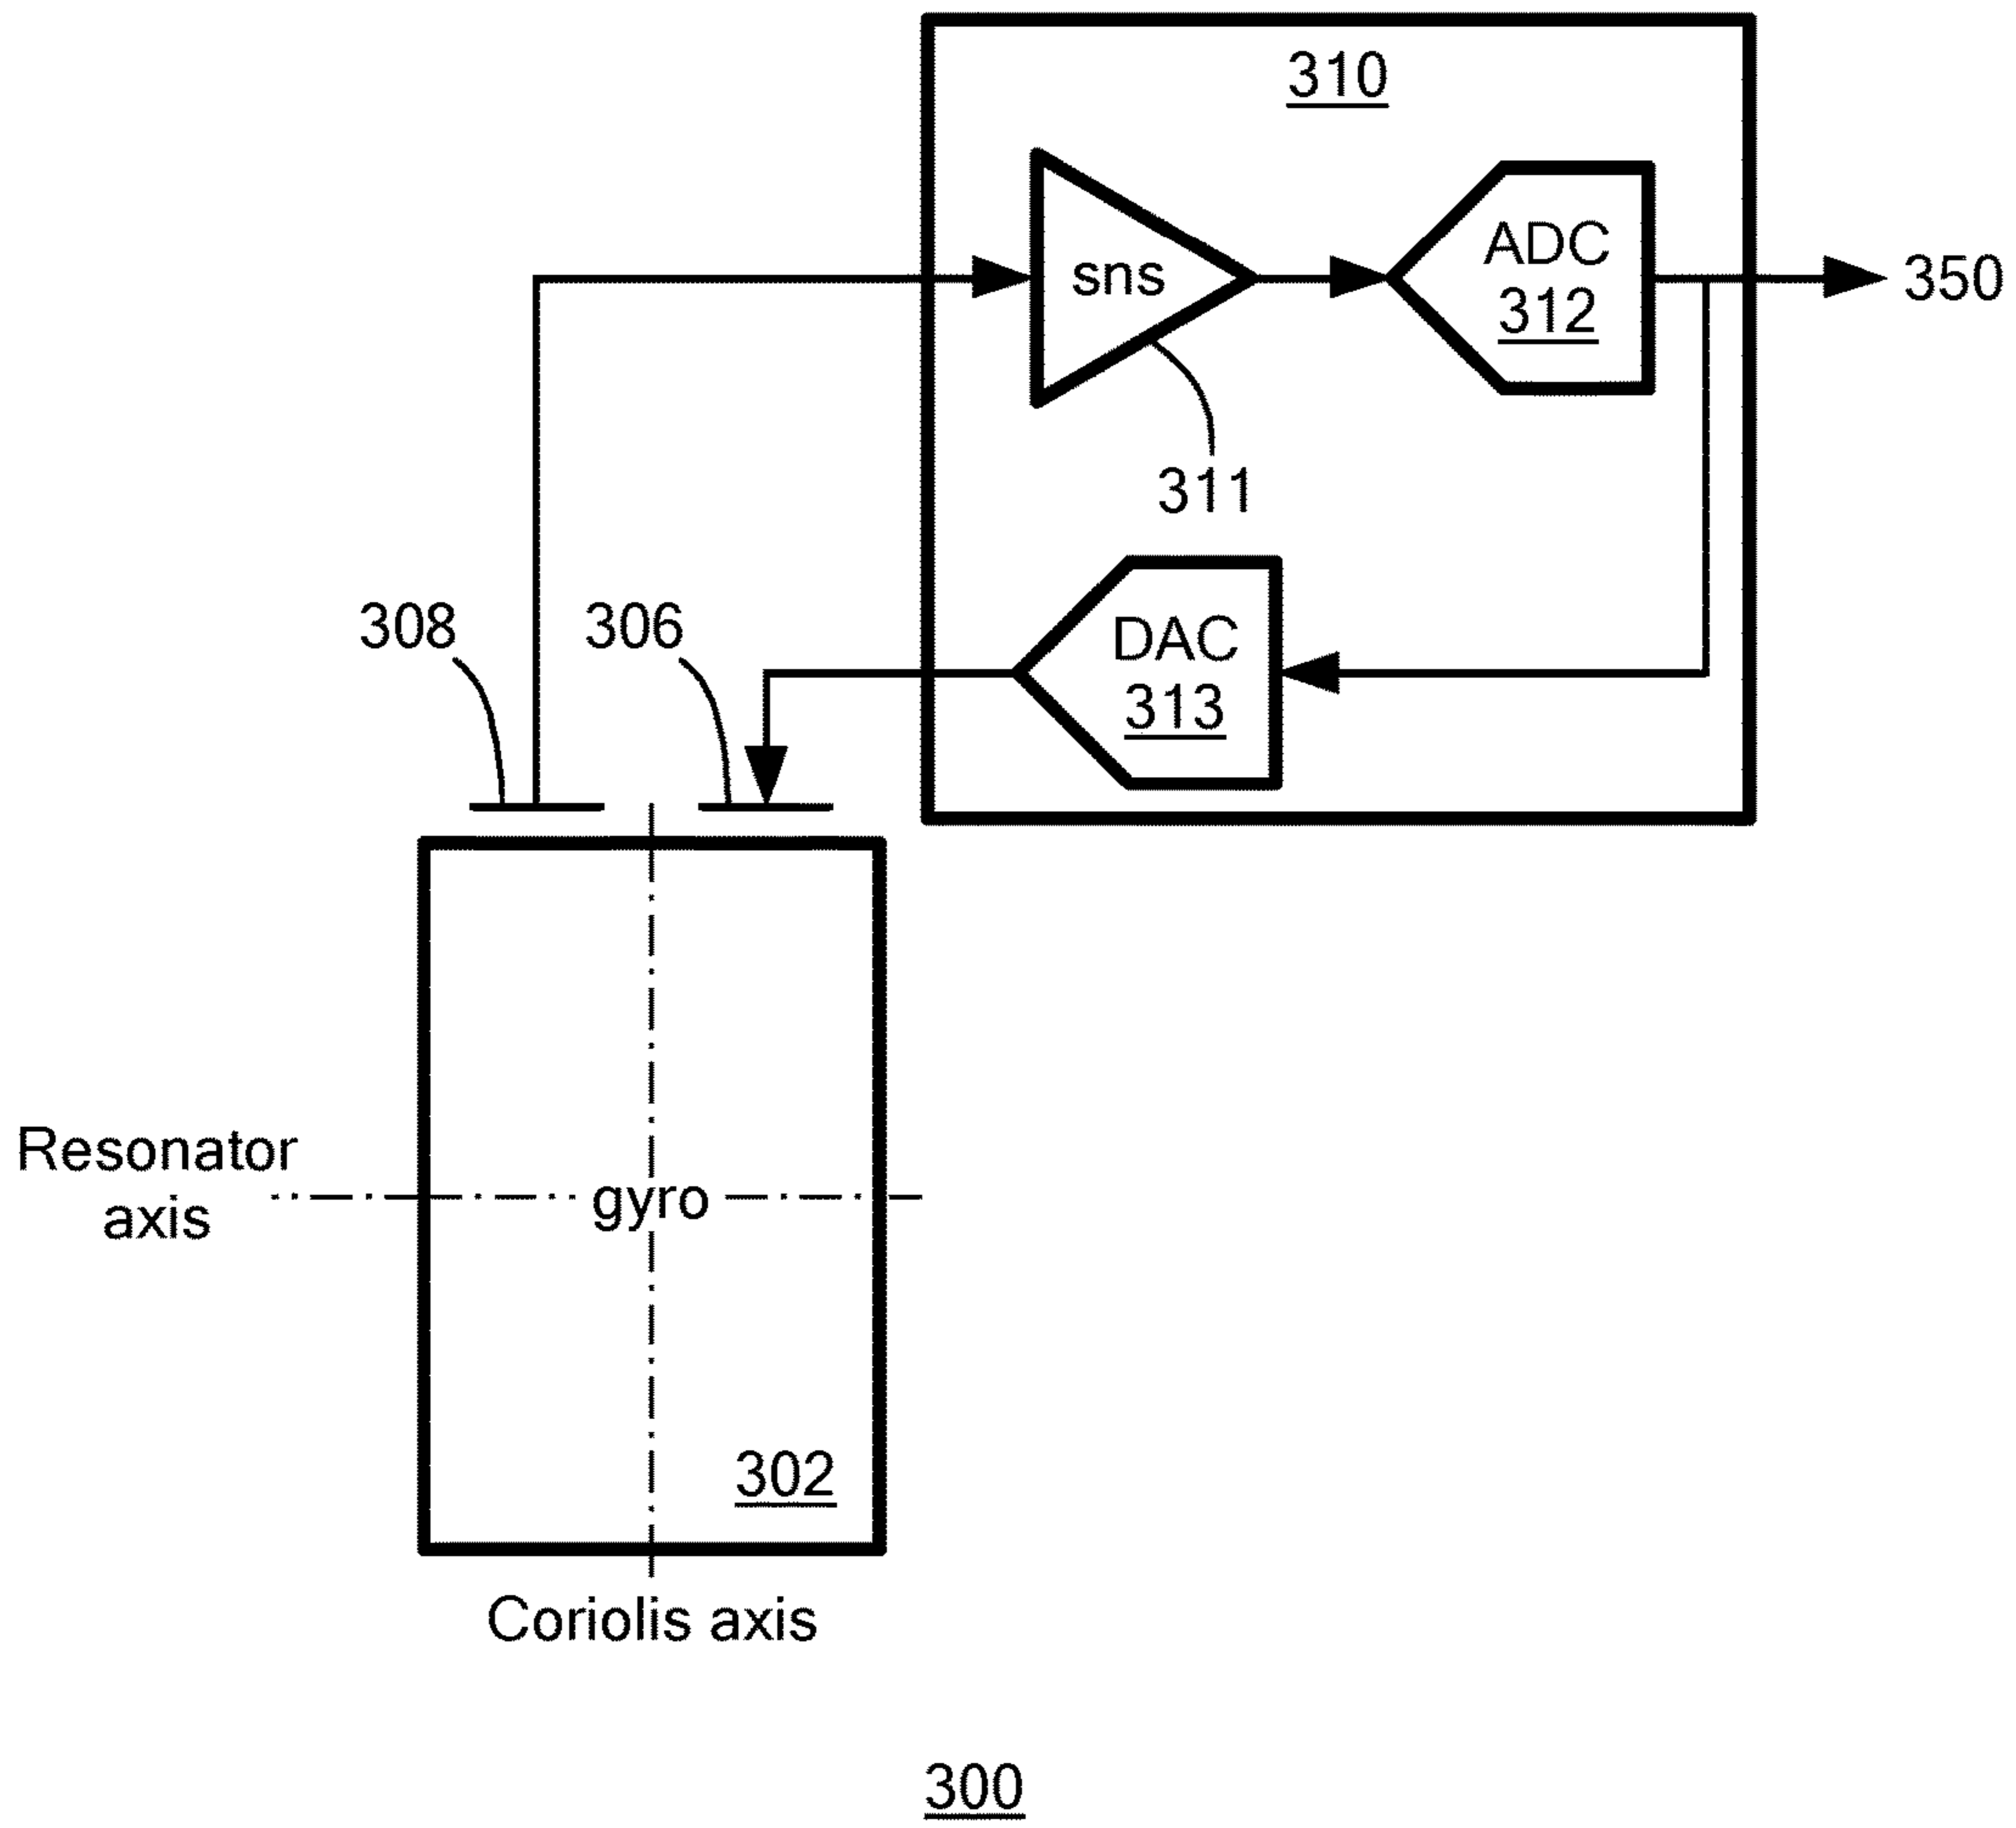 310
sns
ADC
312
350
311
308
306
DAC
313
Resonator
axis
gyro
302
Coriolis axis
300